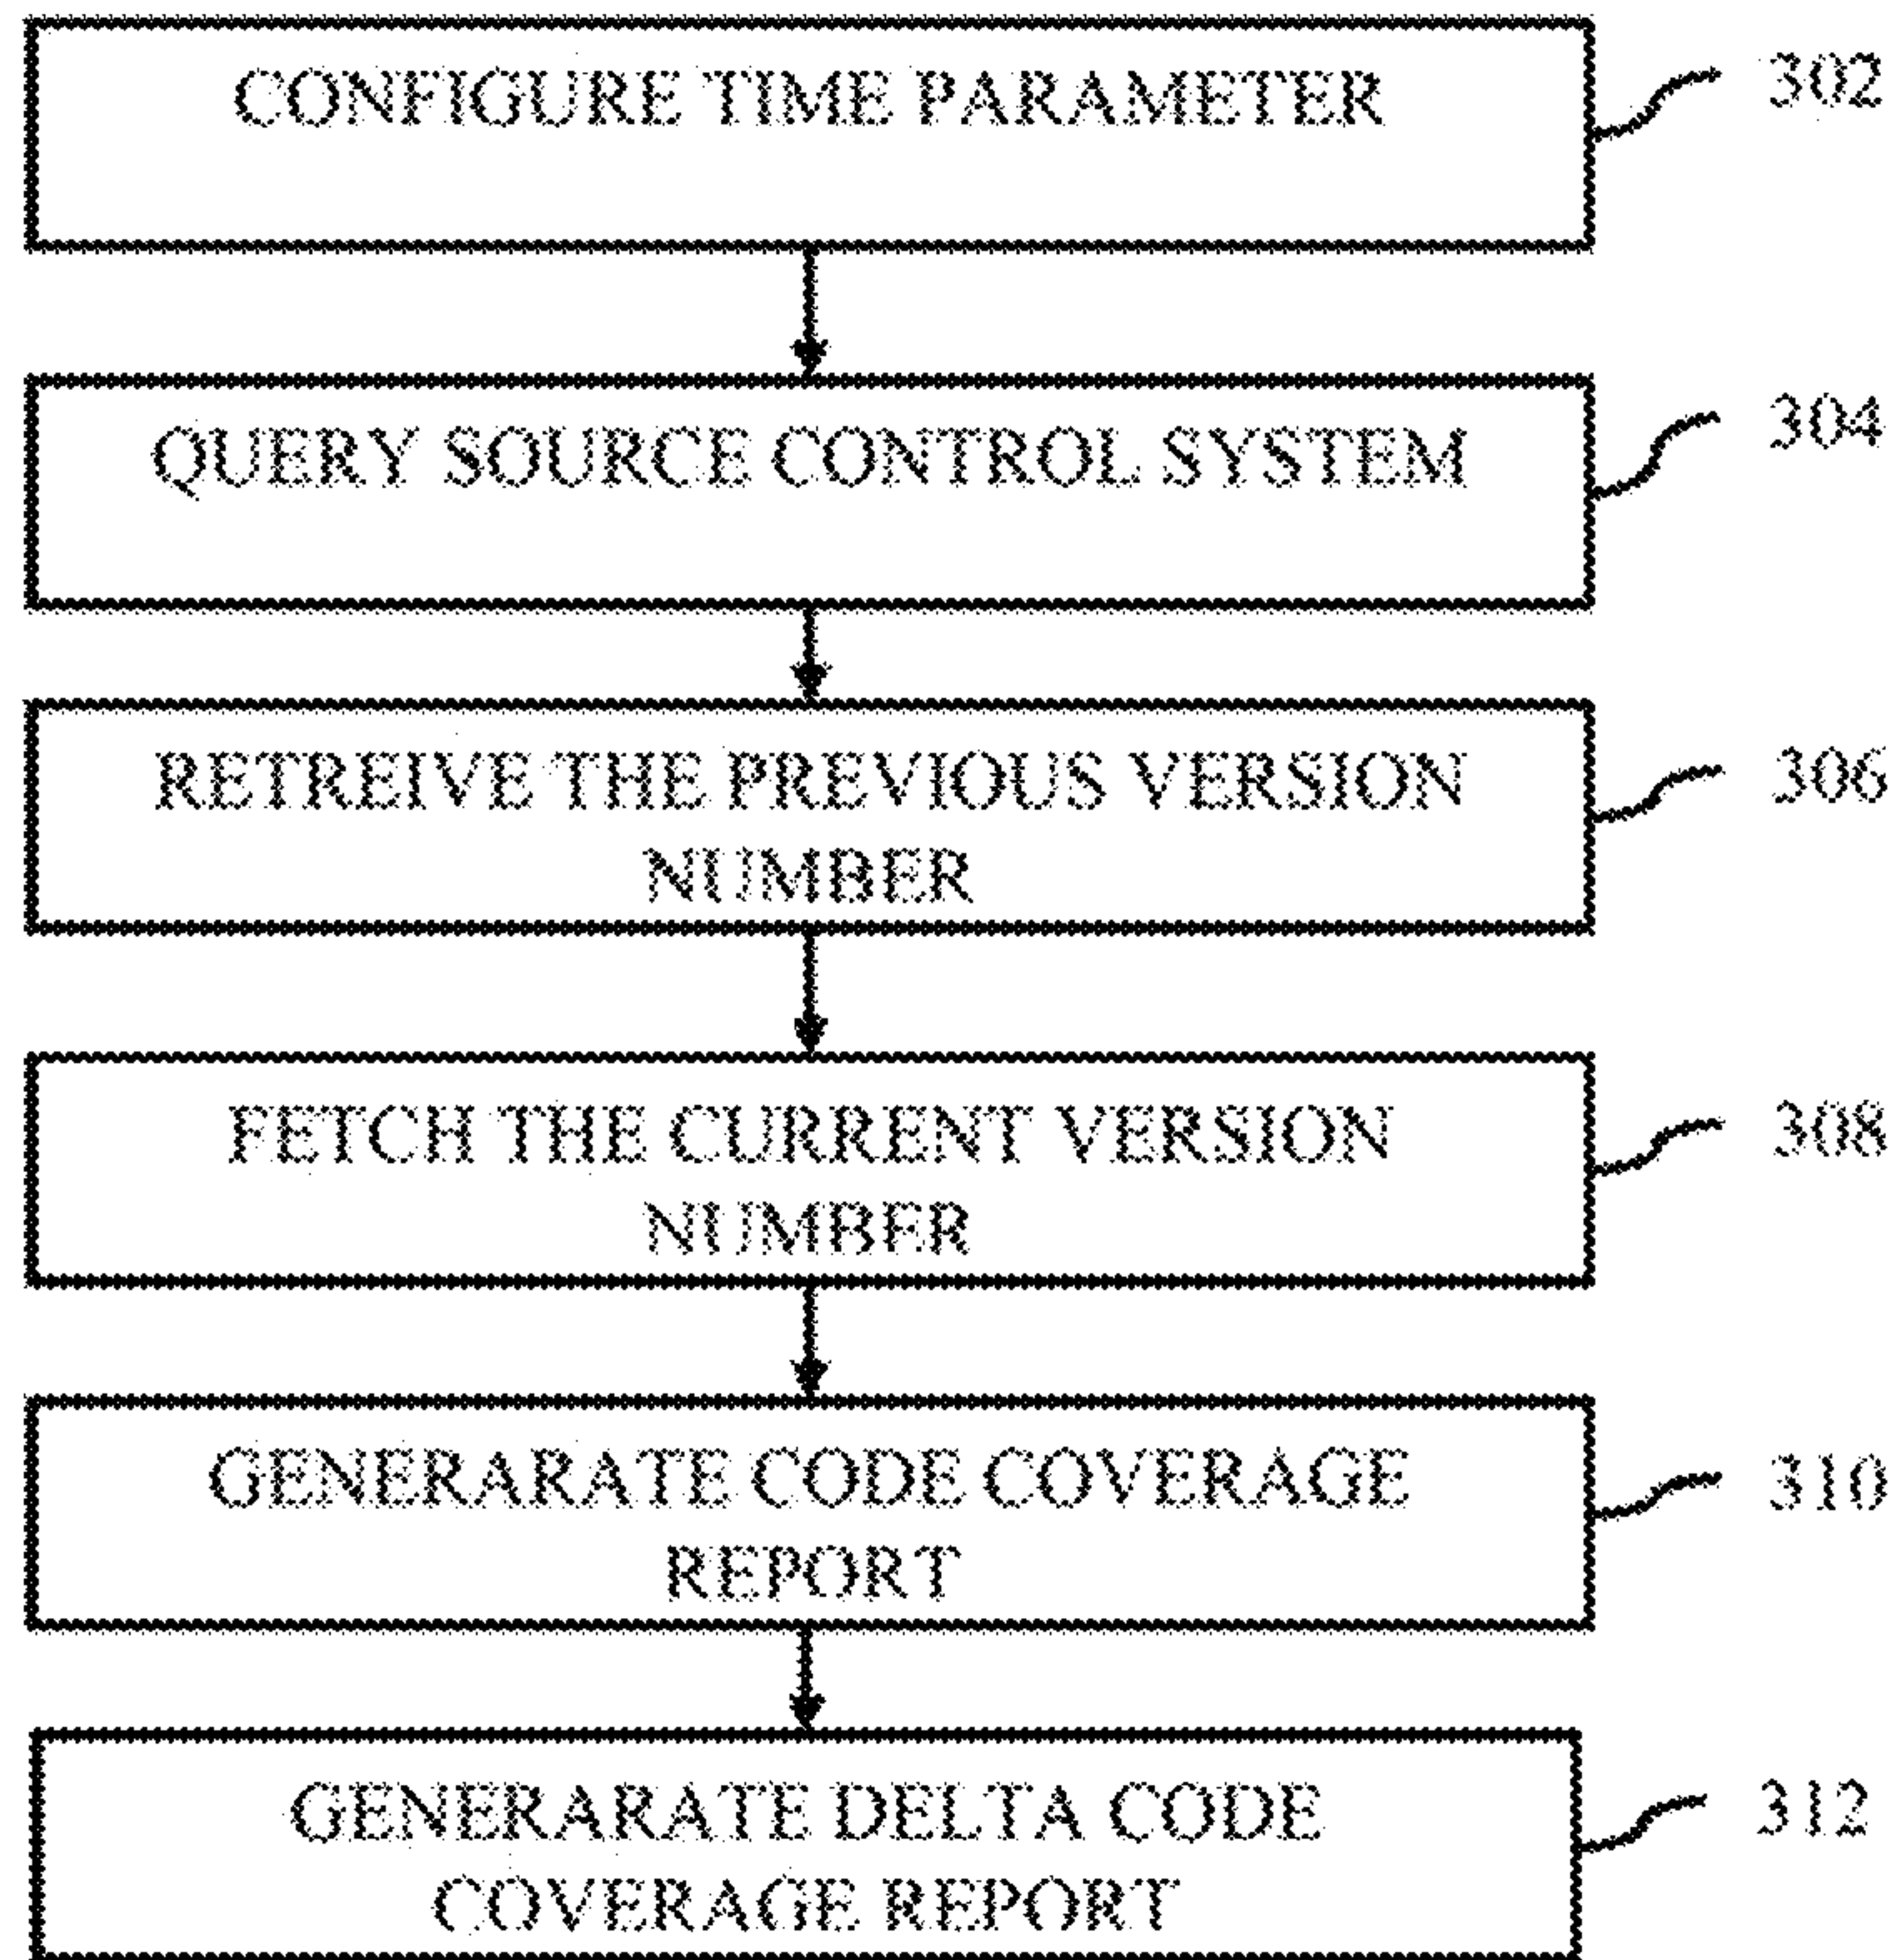 CONFIGURE TIME PARAMETER
302
QUERY SOURCE CONTROL SYSTEM
304
RETREIVE THE PREVIOUS VERSION
NUMBER
306
FETCH THE CURRENT VERSION
NUMBER
308
GENERARATE CODE COVERAGE
REPORT
310
GENERARATE DELTA CODE
COVERAGE REPORT
312